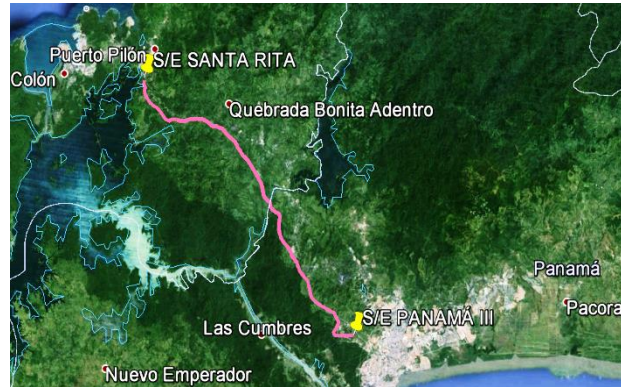 Puerto Pilón
S/E SANTA RITA
Colón
Quebrada Bonita Adentro
Panamá
Pacora
S/E PANAMÁ III
Las Cumbres
Nuevo Emperador